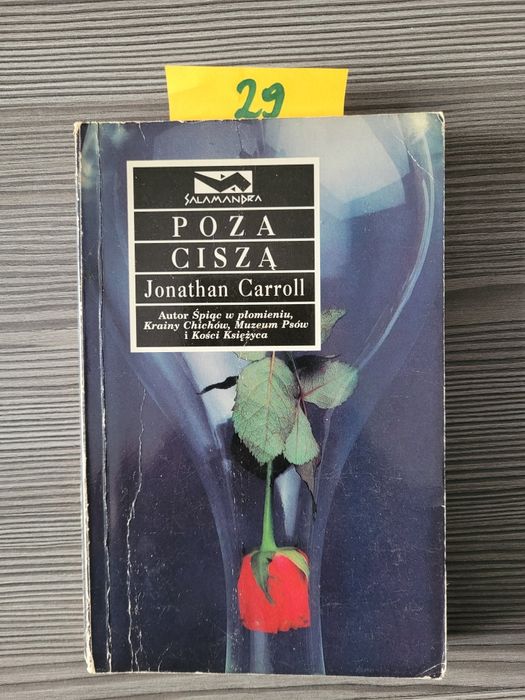 29
SALAMANDRA
POZA
CISZĄ
Jonathan Carroll
Autor Śpiąc w płomieniu,
Krainy Chichów, Muzeum Psów
i Kości Księżyca